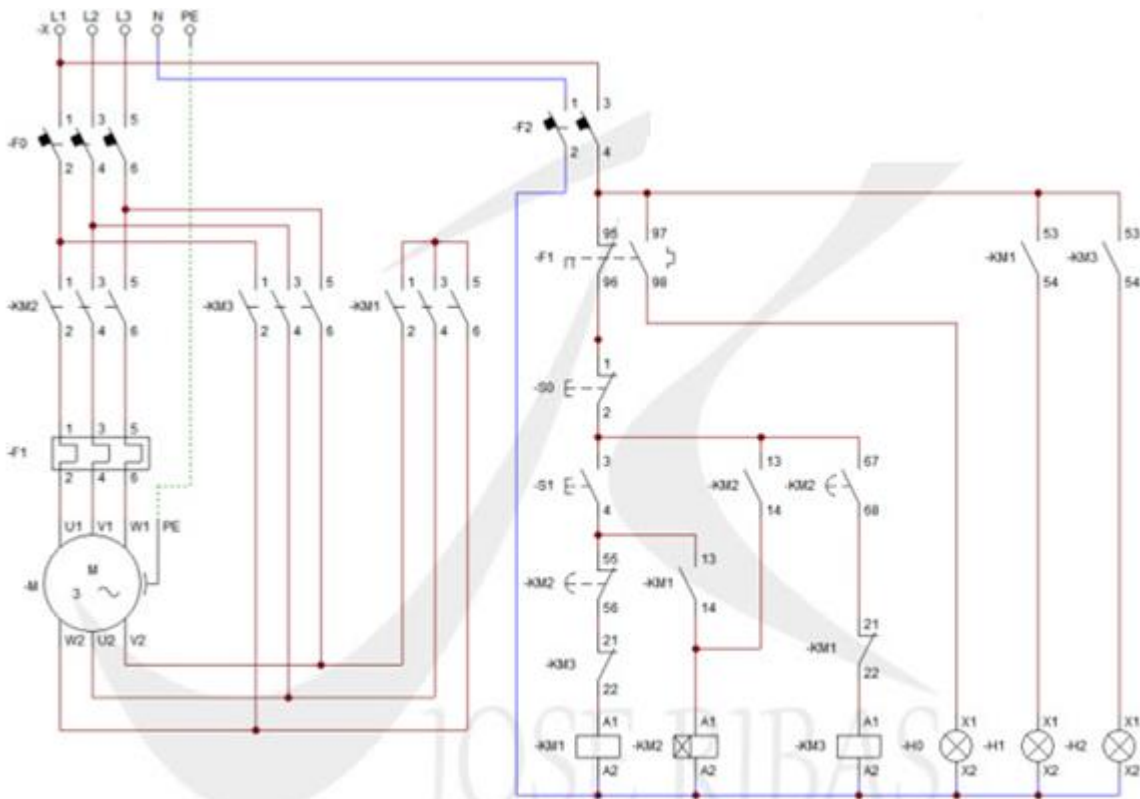 L1 L2 L3 N PE
-X
1 3 5
-F0
2 4 6
1 3
-F2
2 4
95 97
-F1
96 98
53 53
-KM1 -KM3
54 54
1 3 5 1 3 5 1 3 5
-KM2 -KM3 -KM1
2 4 6 2 4 6 2 4 6
1
-S0
2
1 3 5
-F1
2 4 6
3 13 67
-S1 -KM2 -KM2
4 14 68
U1 V1 W1 PE
M
-M
3
W2 U2 V2
55 13
-KM2 -KM1
56 14
21 21
-KM3 -KM1
22 22
A1 A1 A1 X1 X1 X1
-KM1 -KM2 -KM3 -H0 -H1 -H2
A2 A2 A2 X2 X2 X2
JOSE RIBAS